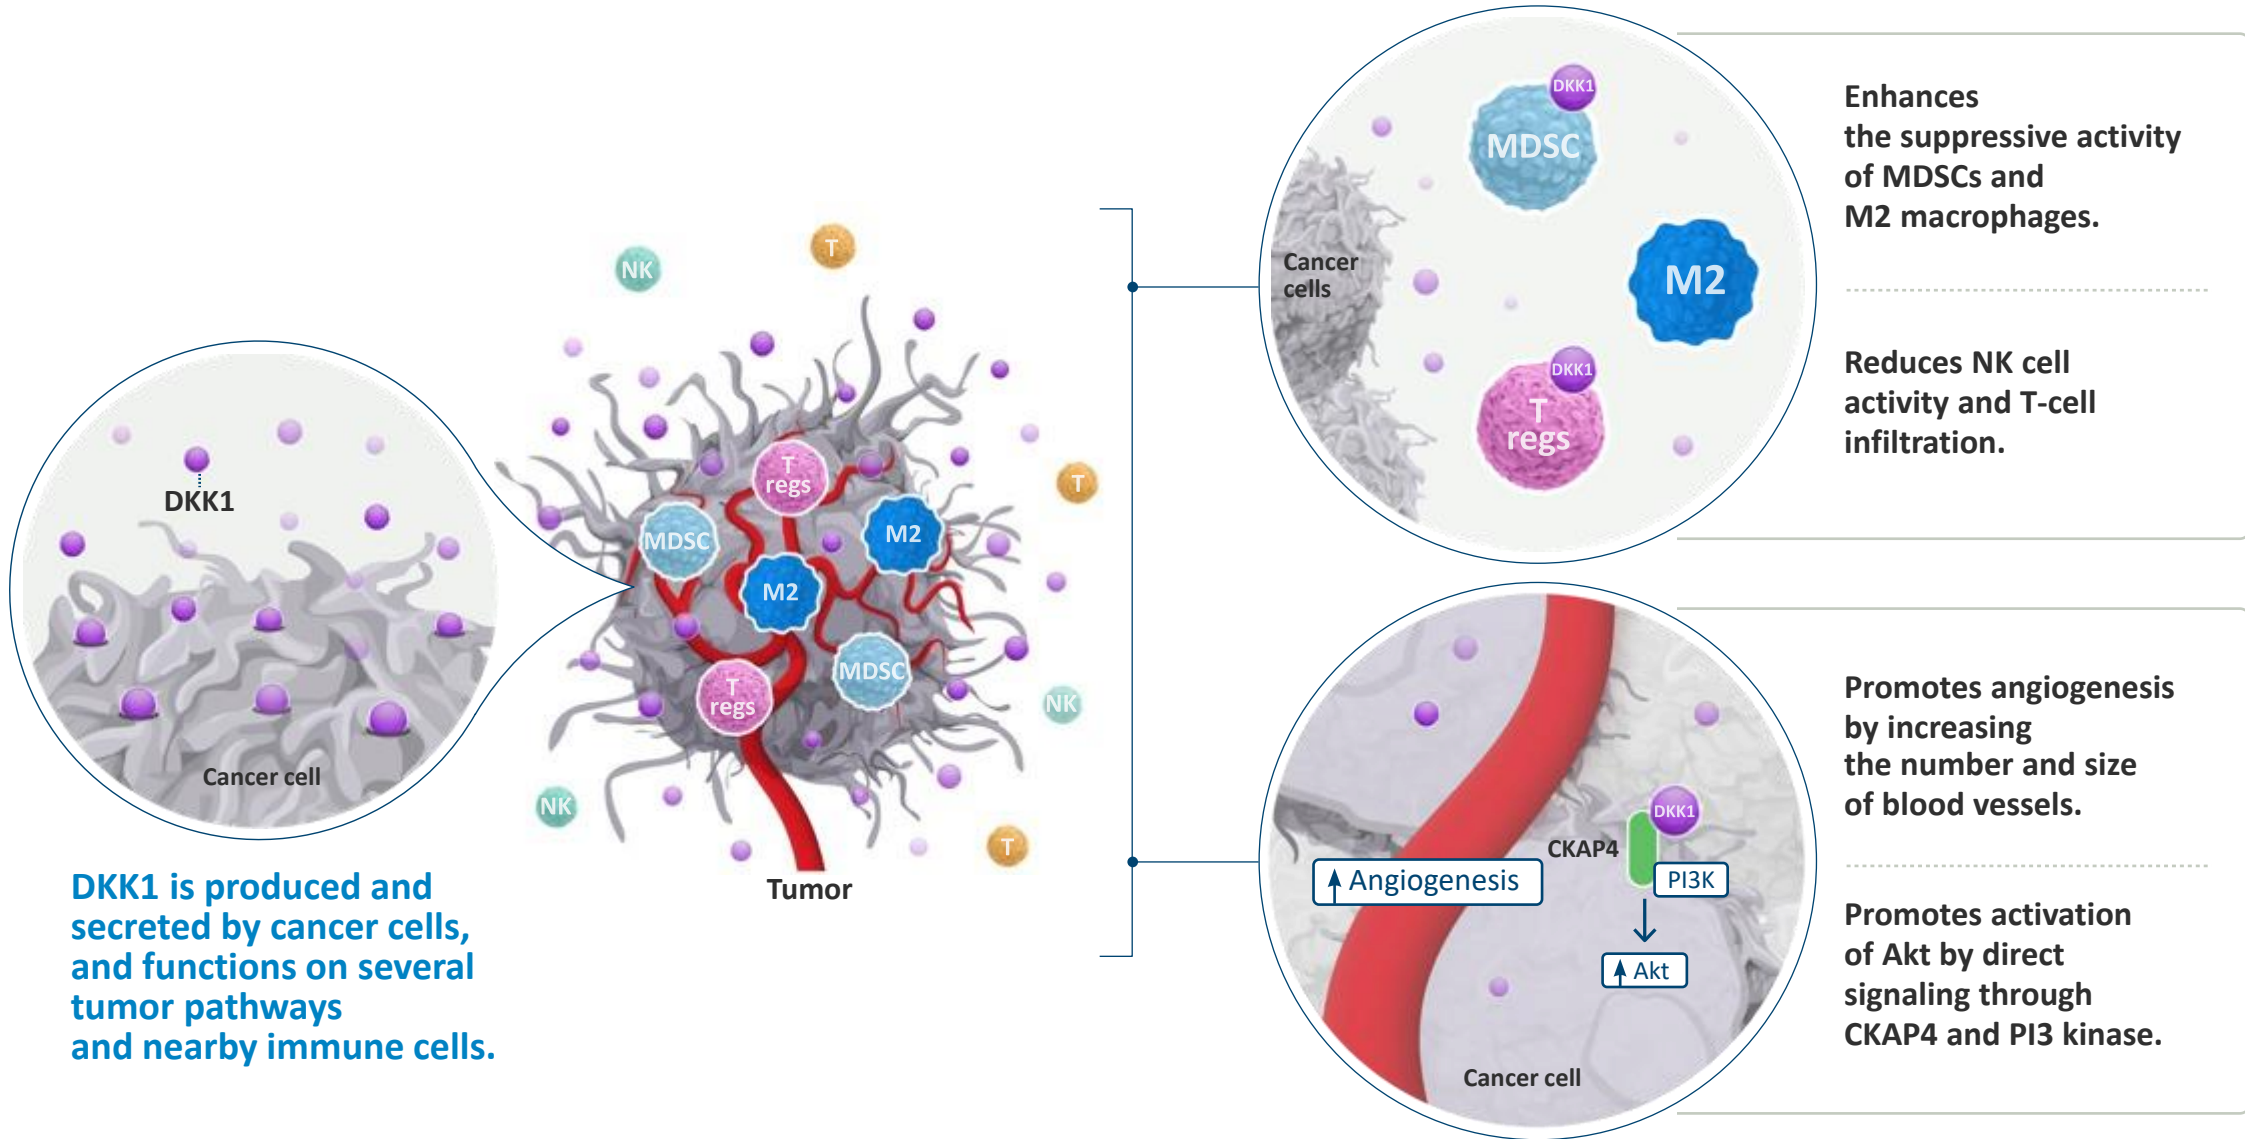 DKK1
Cancer cell
DKK1 is produced and
secreted by cancer cells,
and functions on several
tumor pathways
and nearby immune cells.
NK
T
T
regs
T
MDSC
M2
M2
MDSC
T
regs
NK
NK
T
Tumor
DKK1
MDSC
Cancer
cells
M2
DKK1
T
regs
Enhances
the suppressive activity
of MDSCs and
M2 macrophages.
Reduces NK cell
activity and T-cell
infiltration.
DKK1
CKAP4
Angiogenesis
PI3K
Akt
Cancer cell
Promotes angiogenesis
by increasing
the number and size
of blood vessels.
Promotes activation
of Akt by direct
signaling through
CKAP4 and PI3 kinase.